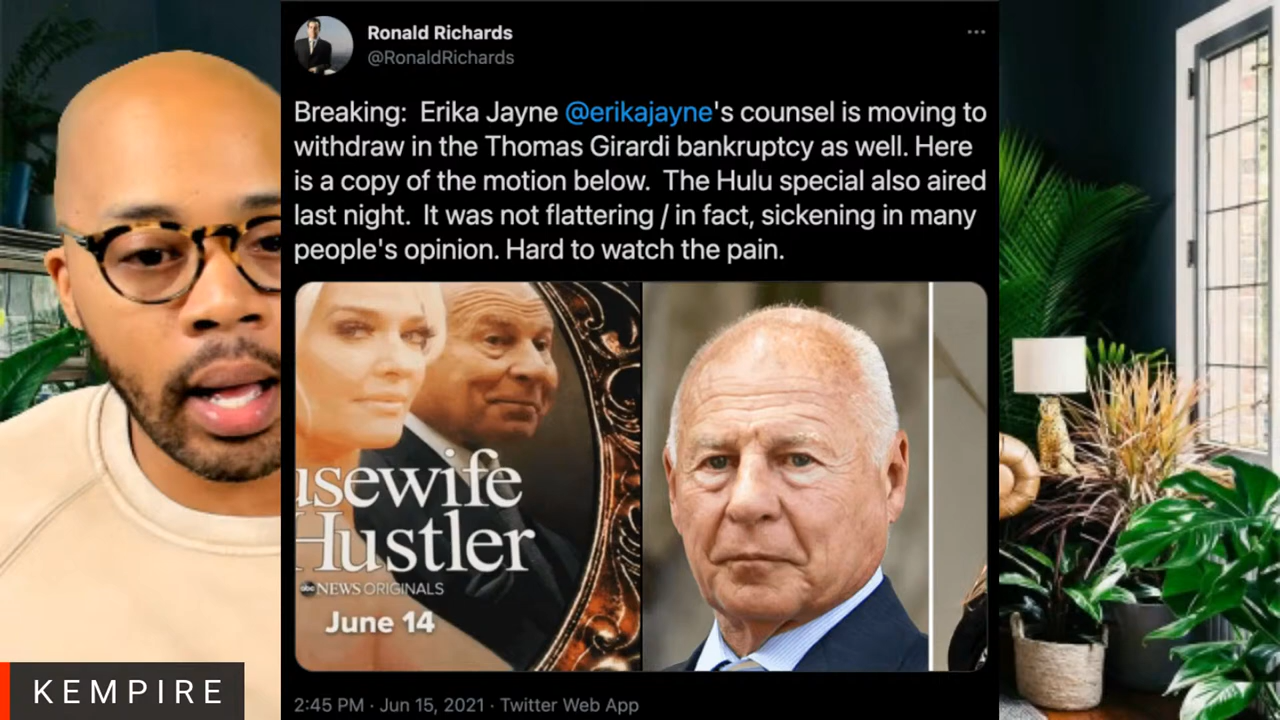 Ronald Richards
@RonaldRichards
Breaking: Erika Jayne @erikajayne's counsel is moving to
withdraw in the Thomas Girardi bankruptcy as well. Here
is a copy of the motion below. The Hulu special also aired
last night. It was not flattering / in fact, sickening in many
people's opinion. Hard to watch the pain.
usewife
Hustler
abc NEWS ORIGINALS
June 14
2:45 PM · Jun 15, 2021 · Twitter Web App
KEMPIRE